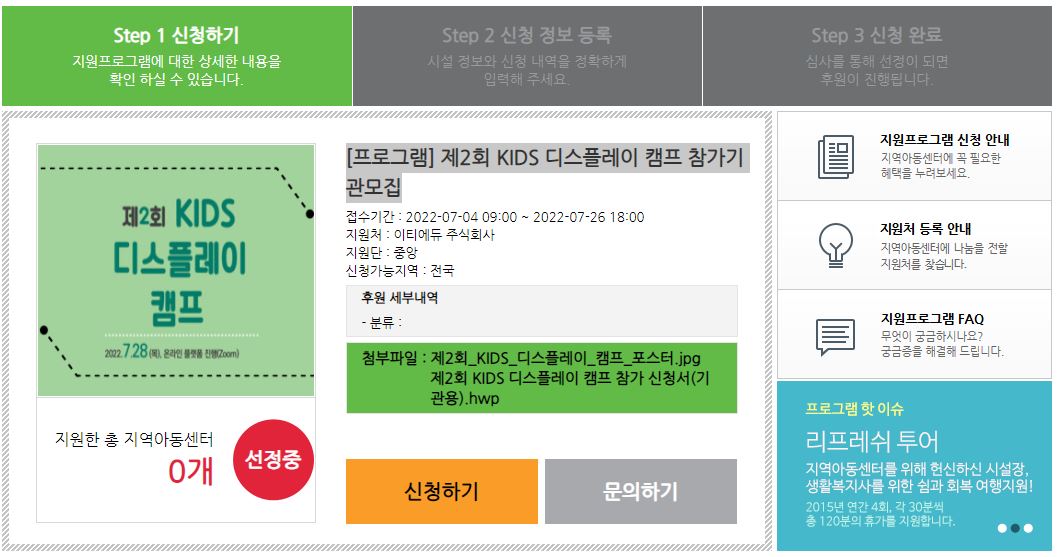 Step 1 신청하기
지원프로그램에 대한 상세한 내용을
확인 하실 수 있습니다.
Step 2 신청 정보 등록
시설 정보와 신청 내역을 정확하게
입력해 주세요.
Step 3 신청 완료
심사를 통해 선정이 되면
후원이 진행됩니다.
제2회 KIDS
디스플레이
캠프
2022.7.28(목), 온라인 플랫폼 진행(Zoom)
지원한 총 지역아동센터
0개
선정중
[프로그램] 제2회 KIDS 디스플레이 캠프 참가기
관모집
접수기간 : 2022-07-04 09:00 ~ 2022-07-26 18:00
지원처 : 이티에듀 주식회사
지원단 : 중앙
신청가능지역 : 전국
후원 세부내역
- 분류 :
첨부파일 : 제2회_KIDS_디스플레이_캠프_포스터.jpg
제2회 KIDS 디스플레이 캠프 참가 신청서(기
관용).hwp
신청하기
문의하기
지원프로그램 신청 안내
지역아동센터에 꼭 필요한
혜택을 누려보세요.
지원처 등록 안내
지역아동센터에 나눔을 전할
지원처를 찾습니다.
지원프로그램 FAQ
무엇이 궁금하시나요?
궁금증을 해결해 드립니다.
프로그램 핫 이슈
리프레쉬 투어
지역아동센터를 위해 헌신하신 시설장,
생활복지사를 위한 쉼과 회복 여행지원!
2015년 연간 4회, 각 30분씩
총 120분의 휴가를 지원합니다.